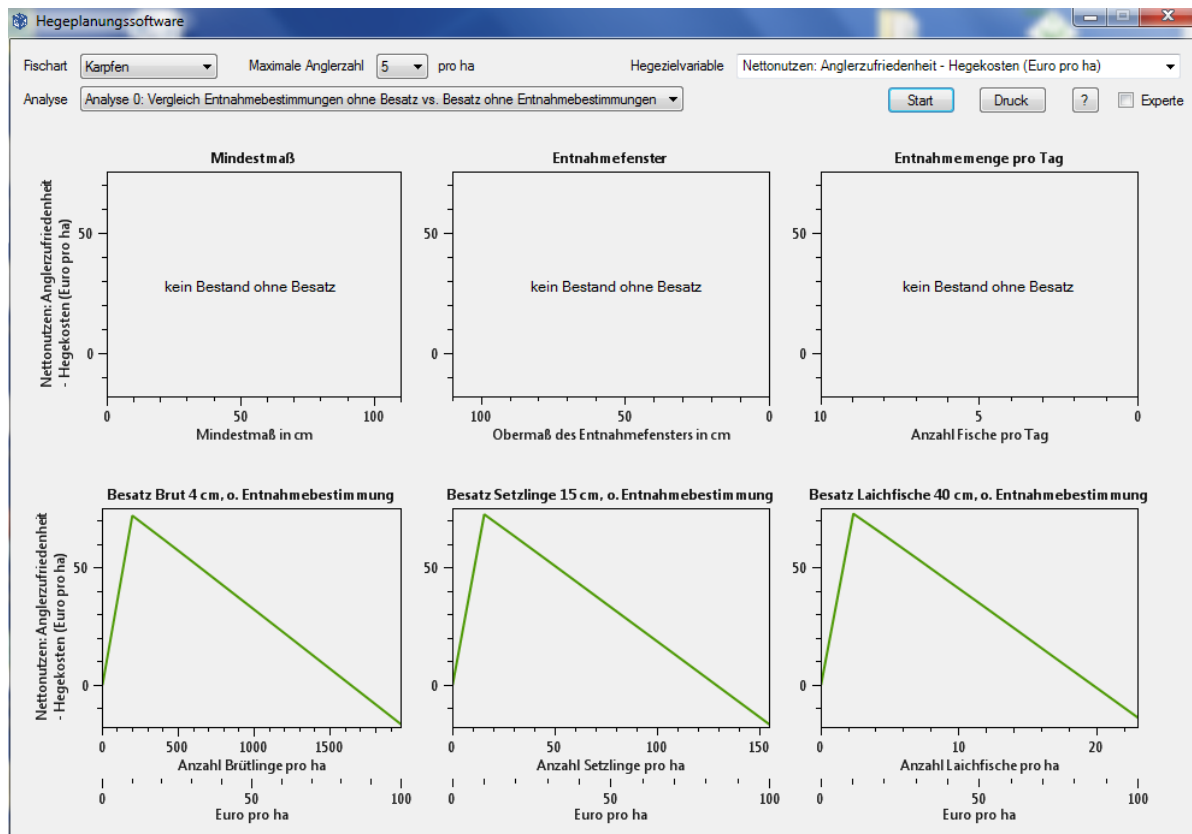 Hegeplanungssoftware
Fischart Karpfen Maximale Anglerzahl 5 pro ha Hegezielvariable Nettonutzen: Anglerzufriedenheit - Hegekosten (Euro pro ha)
Analyse Analyse 0: Vergleich Entnahmebestimmungen ohne Besatz vs. Besatz ohne Entnahmebestimmungen Start Druck ? Experte
Mindestmaß
Nettonutzen: Anglerzufriedenheit
- Hegekosten (Euro pro ha)
50
0
kein Bestand ohne Besatz
0 50 100
Mindestmaß in cm
Entnahmefenster
50
0
kein Bestand ohne Besatz
100 50 0
Obermaß des Entnahmefensters in cm
Entnahmemenge pro Tag
50
0
kein Bestand ohne Besatz
10 5 0
Anzahl Fische pro Tag
Besatz Brut 4 cm, o. Entnahmebestimmung
Nettonutzen: Anglerzufriedenheit
- Hegekosten (Euro pro ha)
50
0
0 500 1000 1500
Anzahl Brütlinge pro ha
0 50 100
Euro pro ha
Besatz Setzlinge 15 cm, o. Entnahmebestimmung
50
0
0 50 100 150
Anzahl Setzlinge pro ha
0 50 100
Euro pro ha
Besatz Laichfische 40 cm, o. Entnahmebestimmung
50
0
0 10 20
Anzahl Laichfische pro ha
0 50 100
Euro pro ha